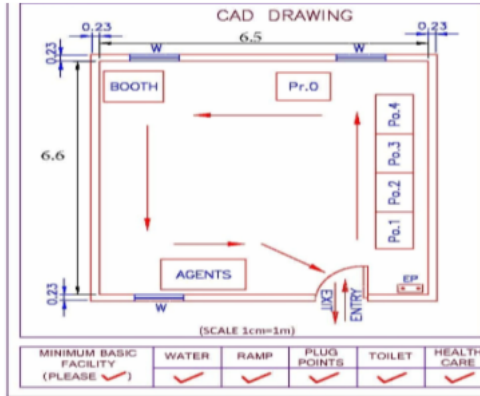 CAD DRAWING
0.23
6.5
0.23
0.23
W
W
BOOTH
Pr.O
Po.4
Po.3
Po.2
Po.1
6.6
AGENTS
EP
0.23
W
EXIT
ENTRY
(SCALE 1cm=1m)
MINIMUM BASIC FACILITY (PLEASE ✓)
WATER
RAMP
PLUG POINTS
TOILET
HEALTH CARE